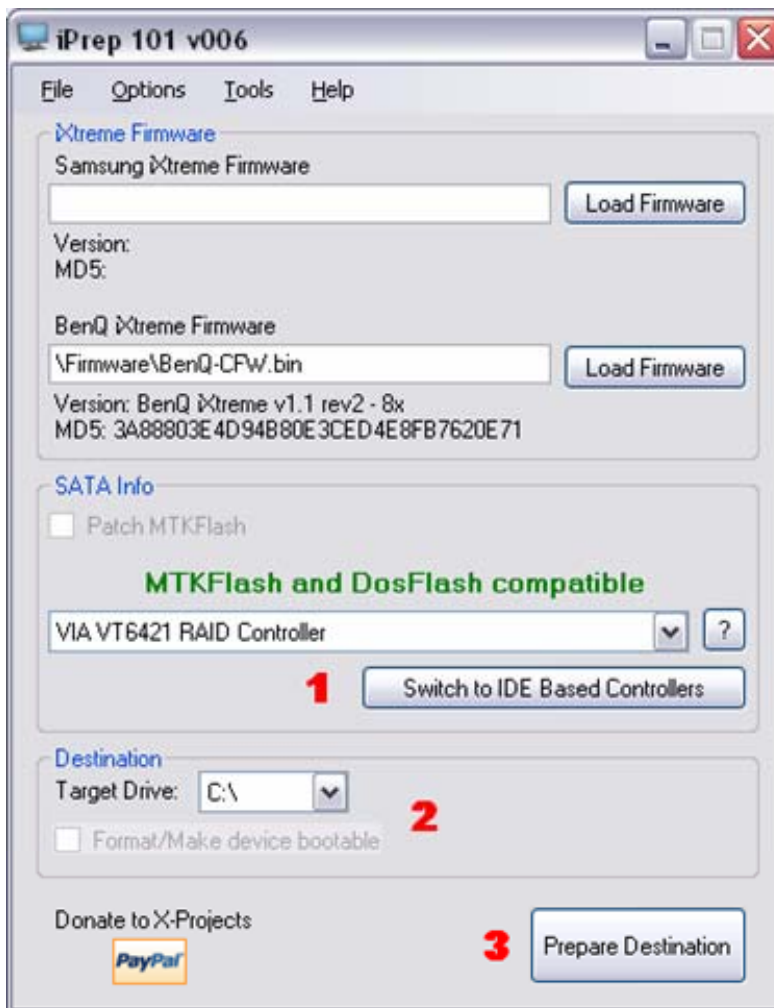 iPrep 101 v006
File Options Tools Help
iXtreme Firmware
Samsung iXtreme Firmware
Load Firmware
Version:
MD5:
BenQ iXtreme Firmware
\Firmware\BenQ-CFW.bin
Load Firmware
Version: BenQ iXtreme v1.1 rev2 - 8x
MD5: 3A88803E4D94B80E3CED4E8FB7620E71
SATA Info
Patch MTKFlash
MTKFlash and DosFlash compatible
VIA VT6421 RAID Controller ?
1 Switch to IDE Based Controllers
Destination
Target Drive: C:\
2
Format/Make device bootable
Donate to X-Projects
PayPal
3 Prepare Destination